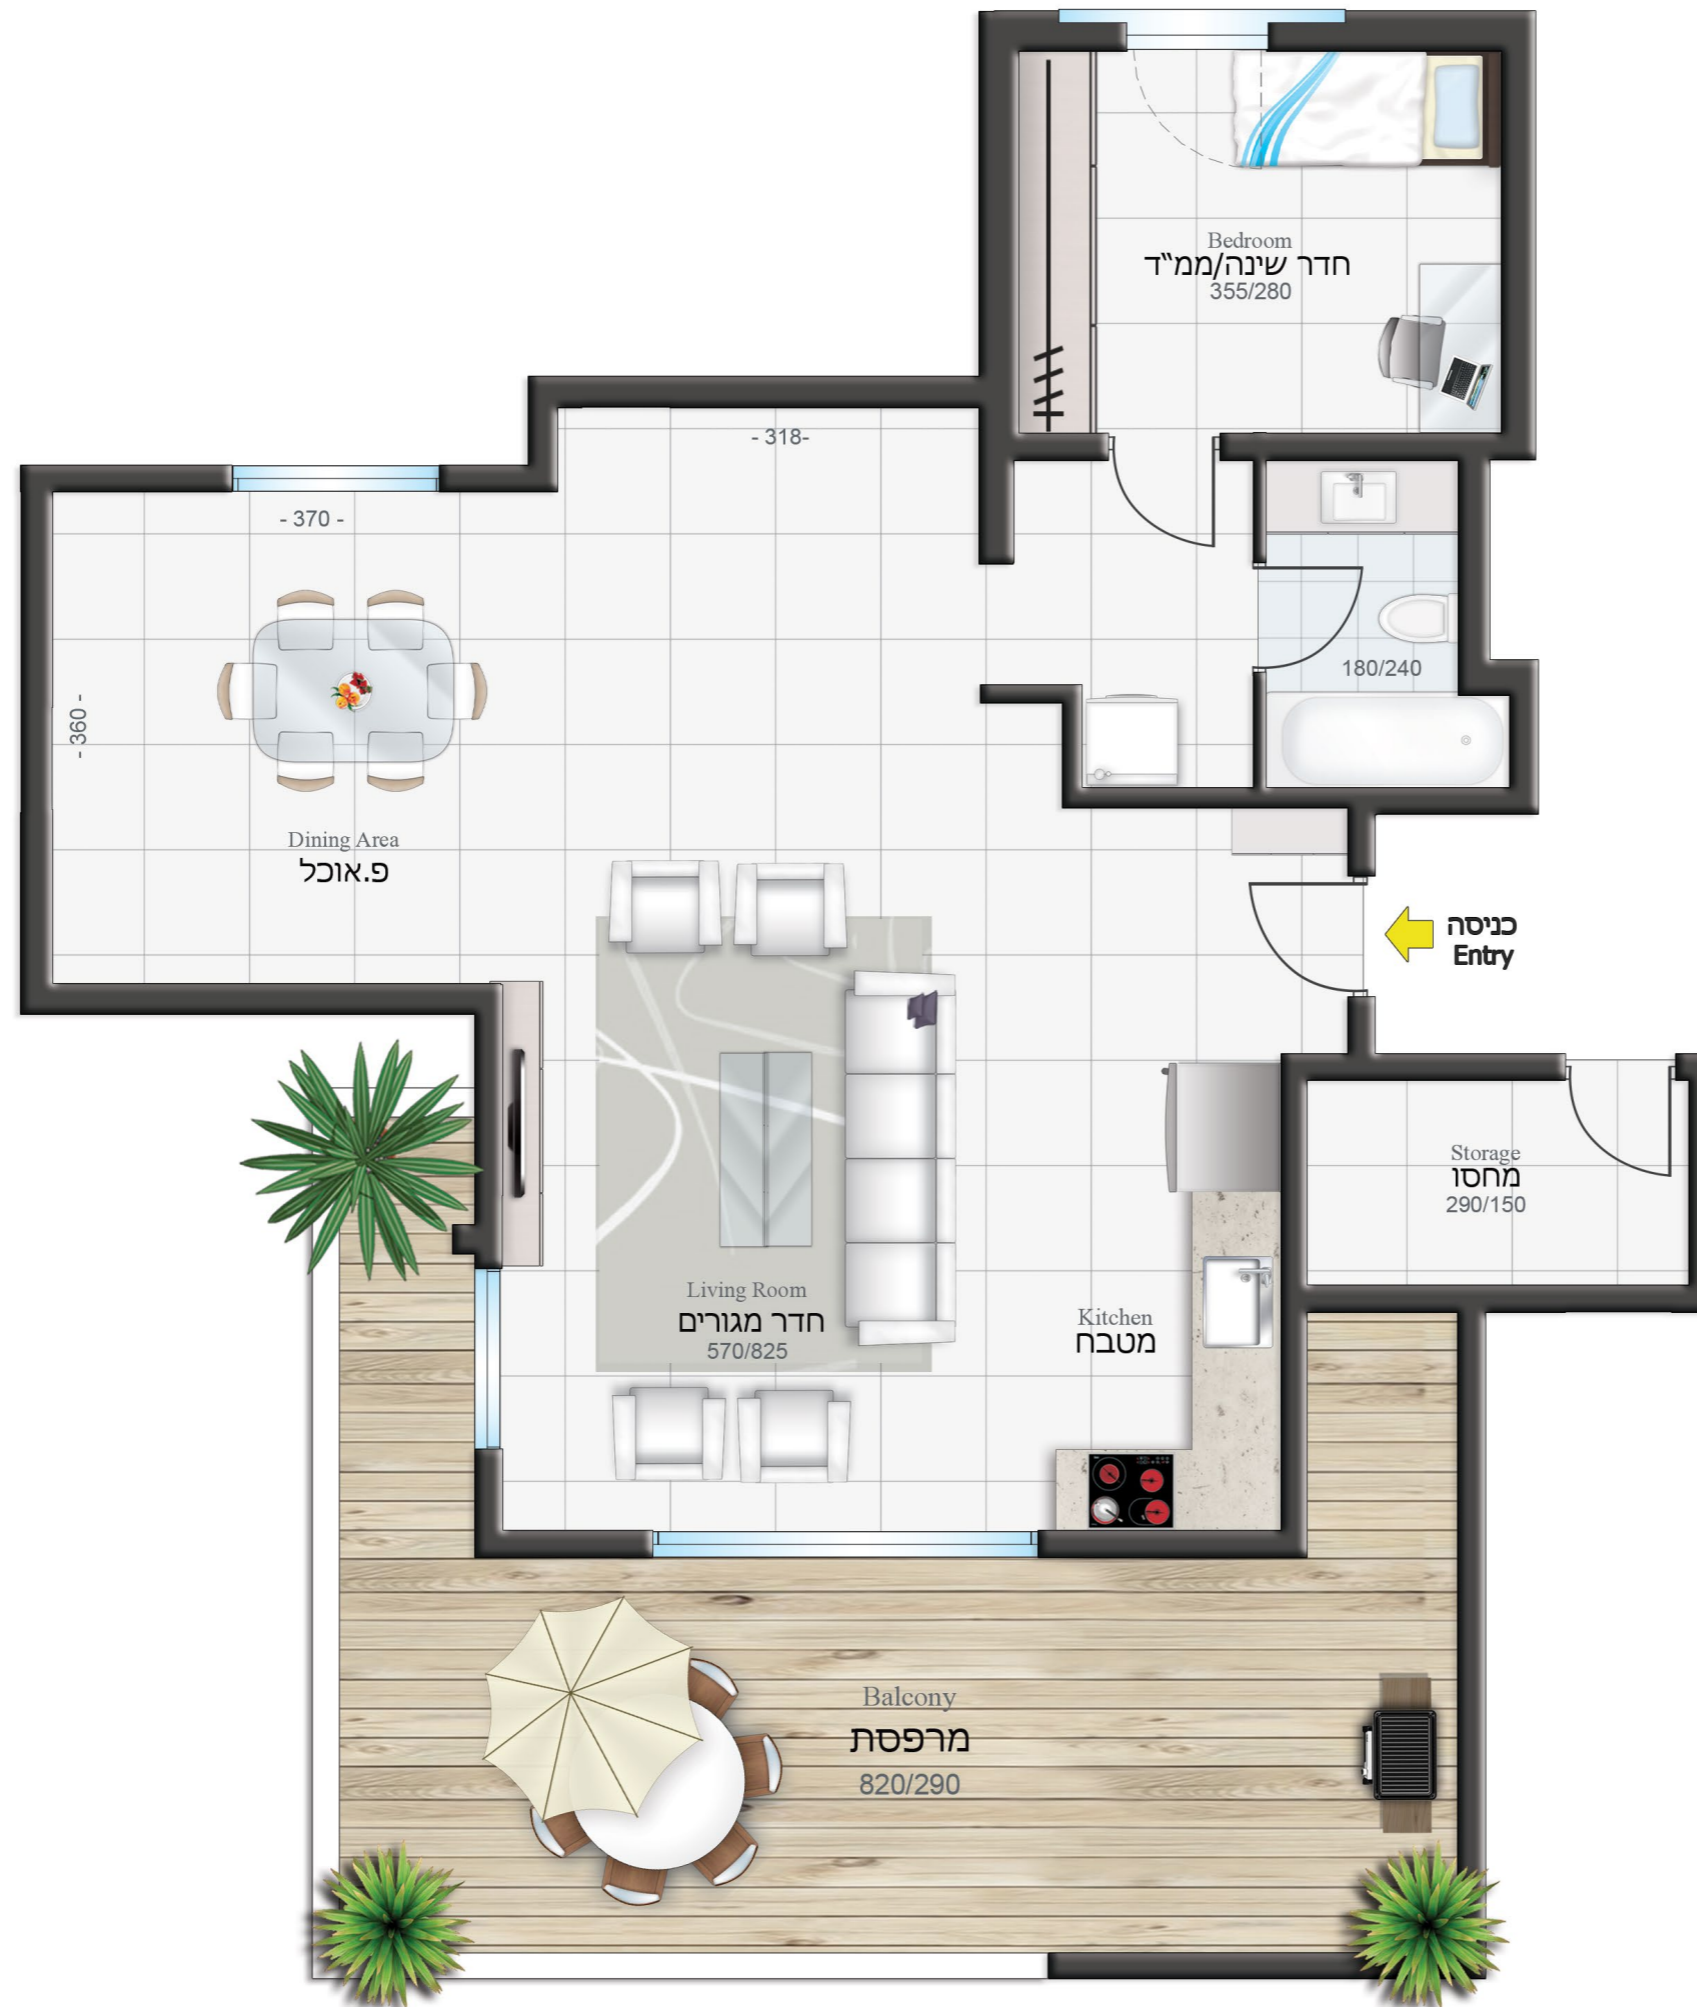 Bedroom
חדר שינה/ממ"ד
355/280
- 318-
- 370 -
180/240
- 360 -
Dining Area
פ.אוכל
כניסה
Entry
Storage
מחסו
290/150
Living Room
חדר מגורים
570/825
Kitchen
מטבח
Balcony
מרפסת
820/290